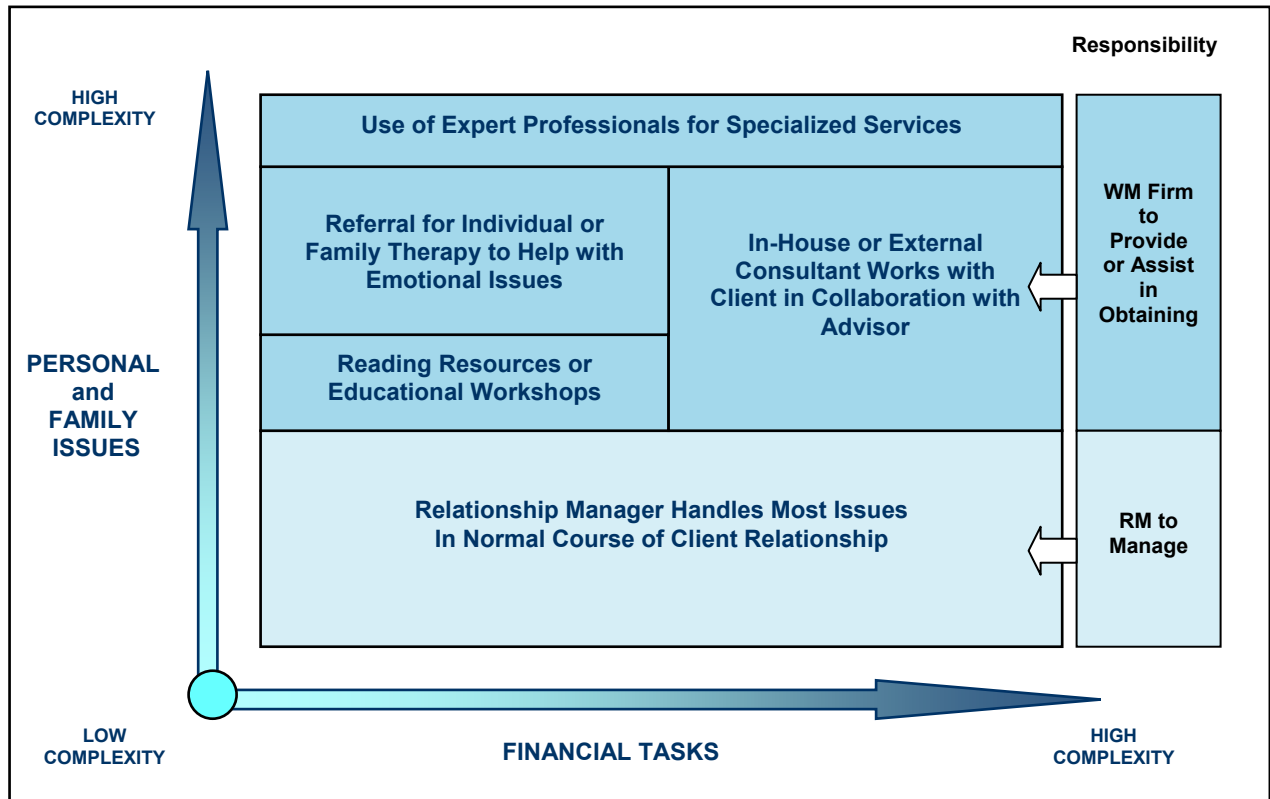 Responsibility
HIGH
COMPLEXITY
Use of Expert Professionals for Specialized Services
Referral for Individual or
Family Therapy to Help with
Emotional Issues
In-House or External
Consultant Works with
Client in Collaboration with
Advisor
WM Firm
to
Provide
or Assist
in
Obtaining
PERSONAL
and
FAMILY
ISSUES
Reading Resources or
Educational Workshops
Relationship Manager Handles Most Issues
In Normal Course of Client Relationship
RM to
Manage
LOW
COMPLEXITY
FINANCIAL TASKS
HIGH
COMPLEXITY